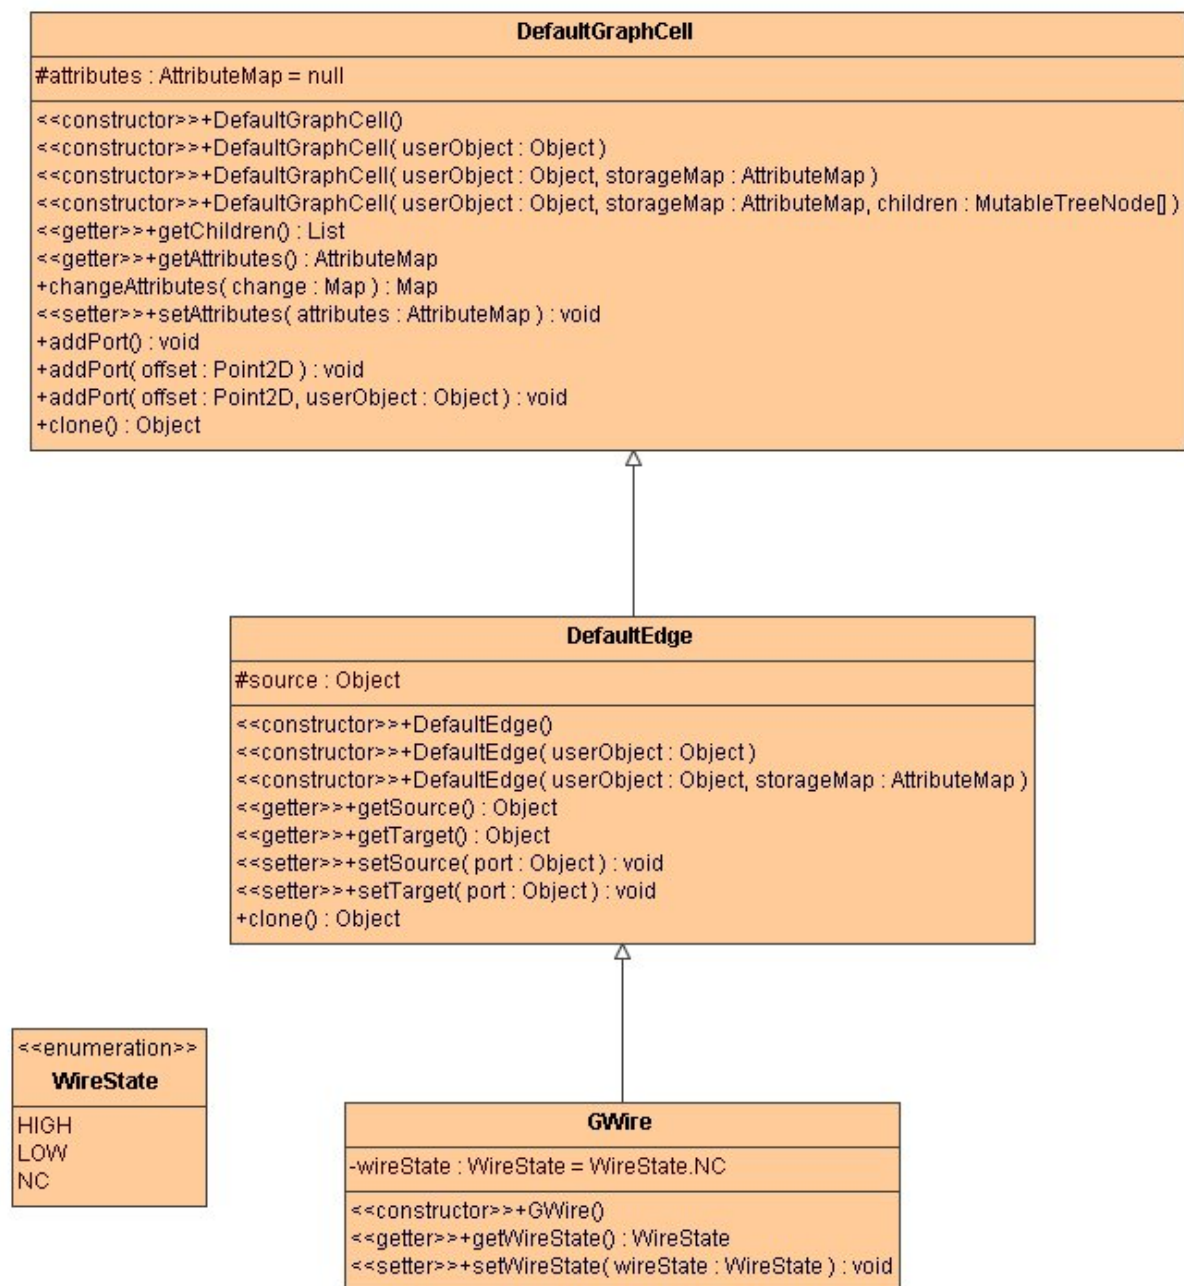 DefaultGraphCell
#attributes : AttributeMap = null
<<constructor>>+DefaultGraphCell()
<<constructor>>+DefaultGraphCell( userObject : Object )
<<constructor>>+DefaultGraphCell( userObject : Object, storageMap : AttributeMap )
<<constructor>>+DefaultGraphCell( userObject : Object, storageMap : AttributeMap, children : MutableTreeNode[] )
<<getter>>+getChildren() : List
<<getter>>+getAttributes() : AttributeMap
+changeAttributes( change : Map ) : Map
<<setter>>+setAttributes( attributes : AttributeMap ) : void
+addPort() : void
+addPort( offset : Point2D ) : void
+addPort( offset : Point2D, userObject : Object ) : void
+clone() : Object
DefaultEdge
#source : Object
<<constructor>>+DefaultEdge()
<<constructor>>+DefaultEdge( userObject : Object )
<<constructor>>+DefaultEdge( userObject : Object, storageMap : AttributeMap )
<<getter>>+getSource() : Object
<<getter>>+getTarget() : Object
<<setter>>+setSource( port : Object ) : void
<<setter>>+setTarget( port : Object ) : void
+clone() : Object
<<enumeration>>
WireState
HIGH
LOW
NC
GWire
-wireState : WireState = WireState.NC
<<constructor>>+GWire()
<<getter>>+getWireState() : WireState
<<setter>>+setWireState( wireState : WireState ) : void